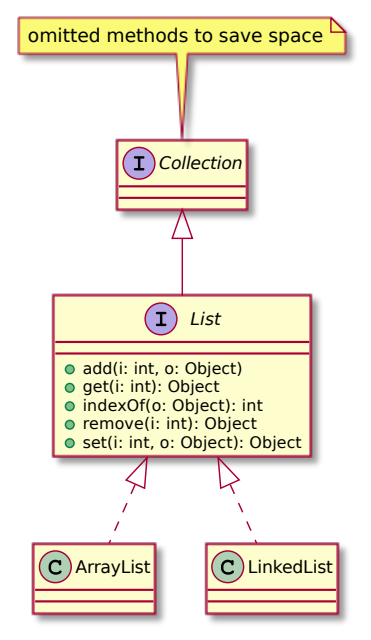 omitted methods to save space
I Collection
I List
add(i: int, o: Object)
get(i: int): Object
indexOf(o: Object): int
remove(i: int): Object
set(i: int, o: Object): Object
C ArrayList
C LinkedList